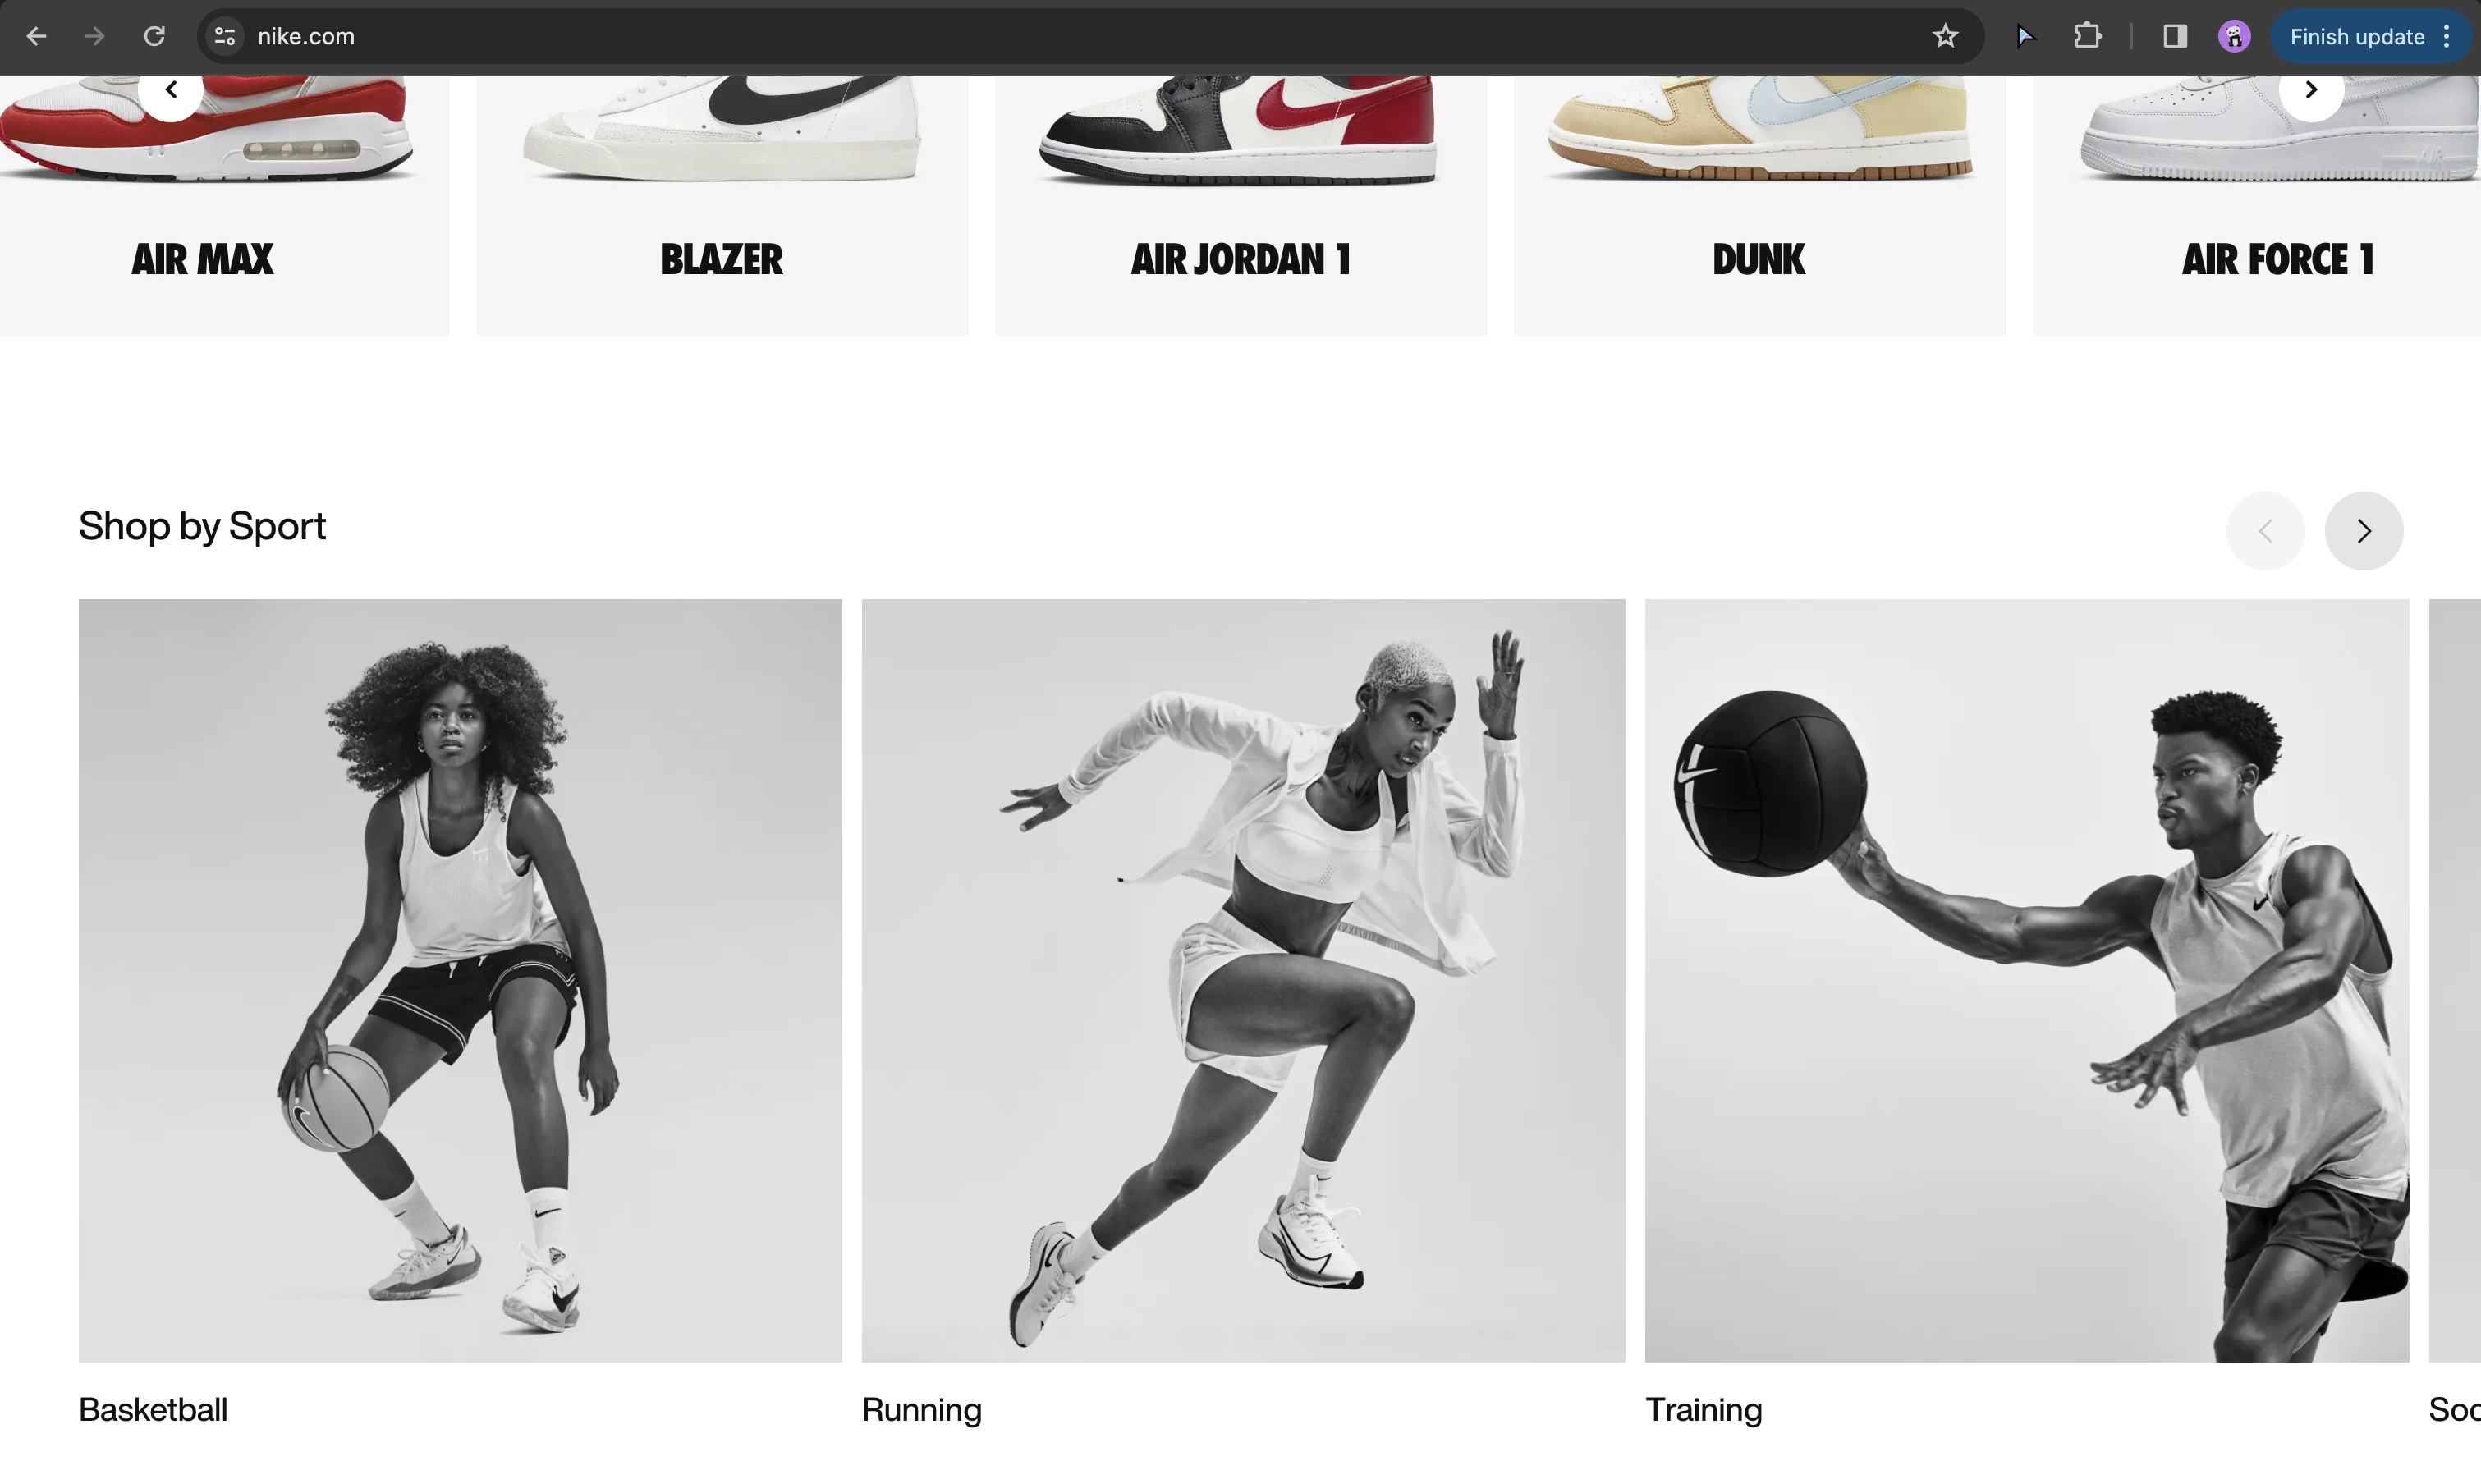 nike.com
Finish update
AIR MAX
BLAZER
AIR JORDAN 1
DUNK
AIR FORCE 1
Shop by Sport
Basketball
Running
Training
Soc